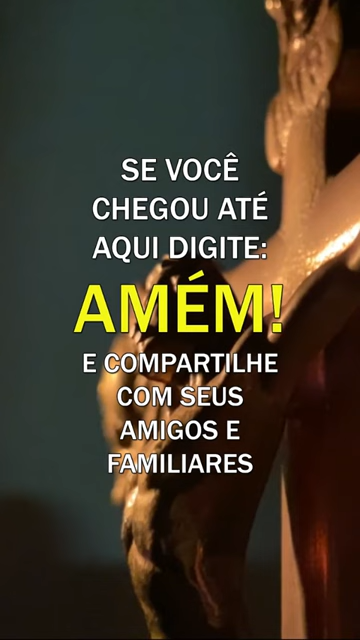 SE VOCÊ
CHEGOU ATÉ
AQUI DIGITE:
AMÉM!
E COMPARTILHE
COM SEUS
AMIGOS E
FAMILIARES